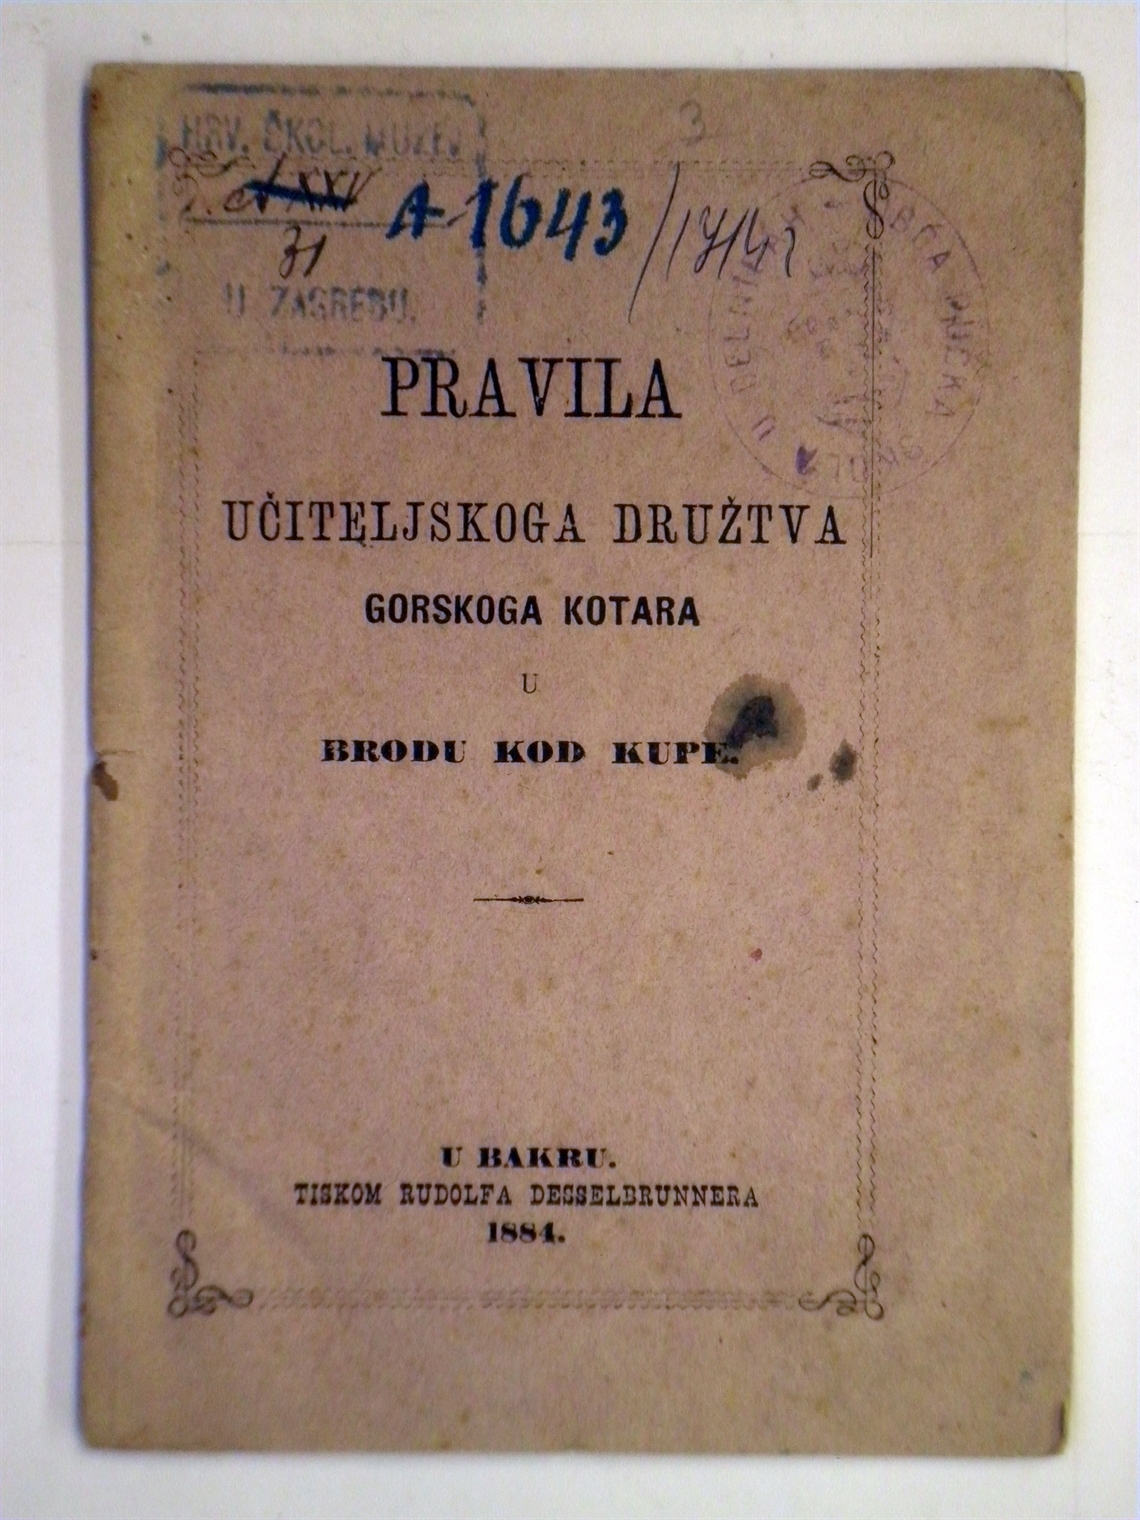 3
HRV. ŠKOL. MUZEJ
A-1643
31
U ZAGREBU.
PRAVILA
UČITELJSKOGA DRUŽTVA
GORSKOGA KOTARA
U
BRODU KOD KUPE.
U BAKRU.
TISKOM RUDOLFA DESSELBRUNNERA
1884.